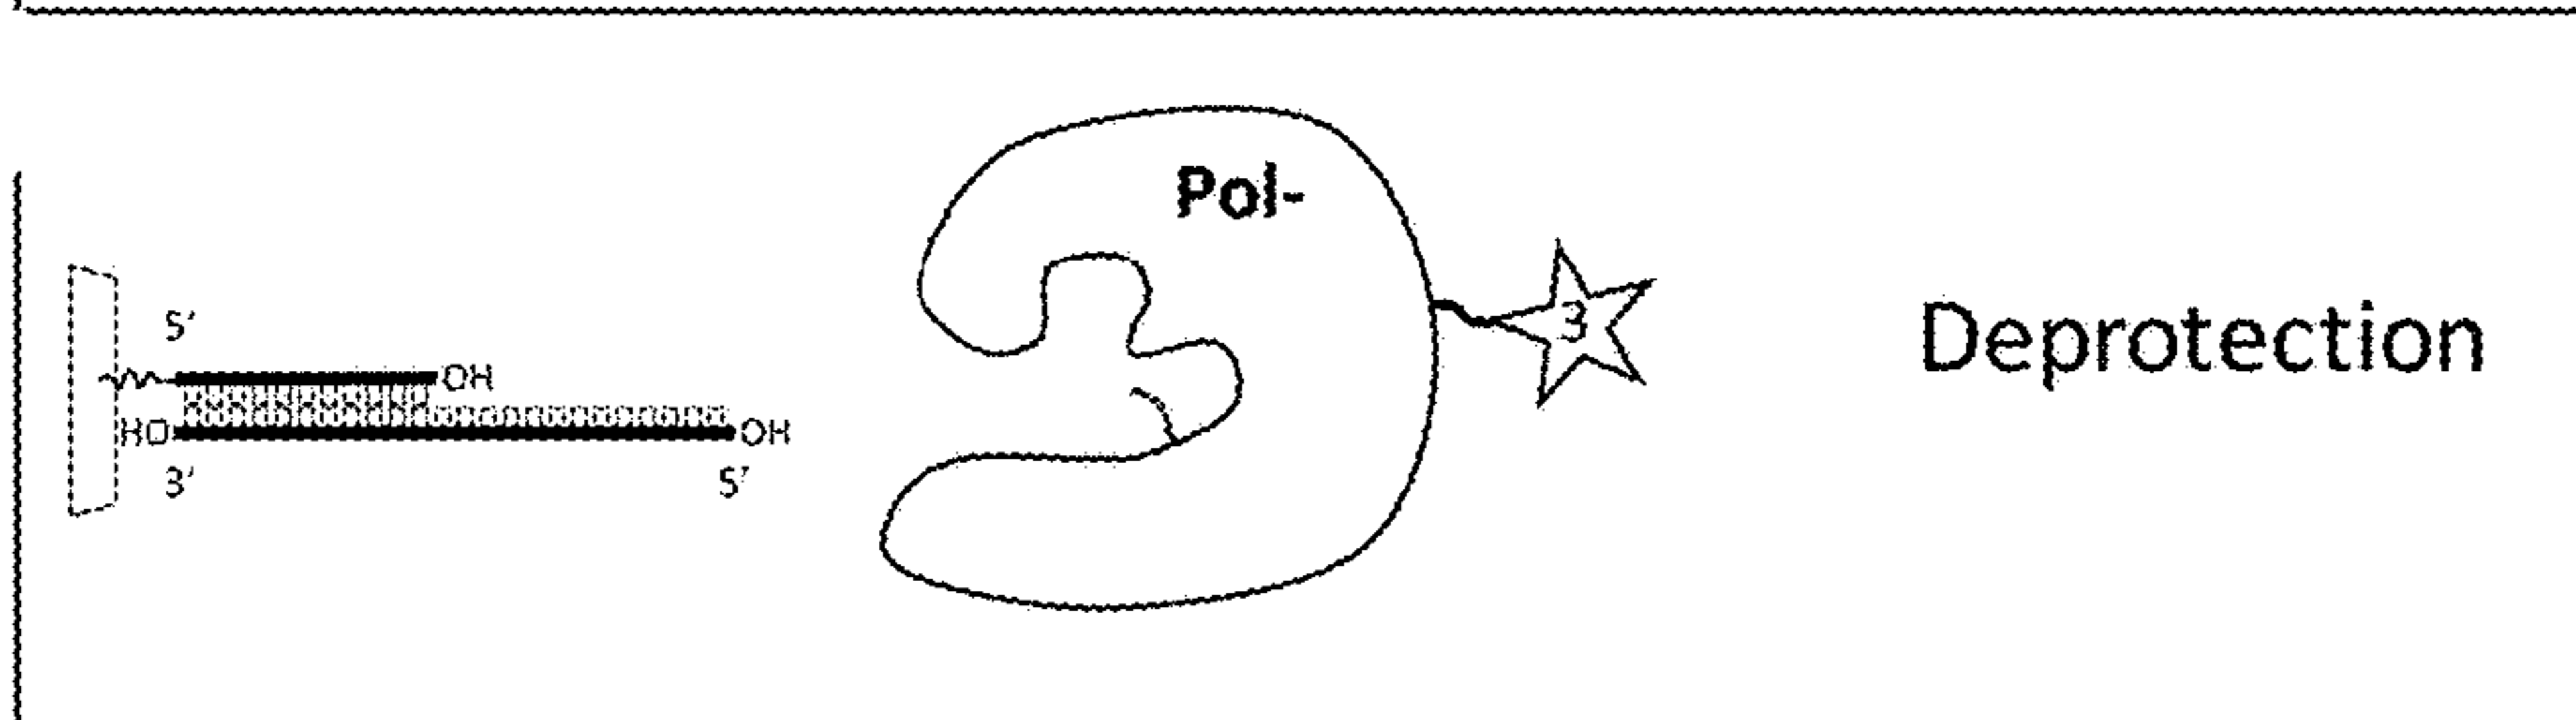 Pol-
5'
3
Deprotection
OH
HO
OH
3'
5'